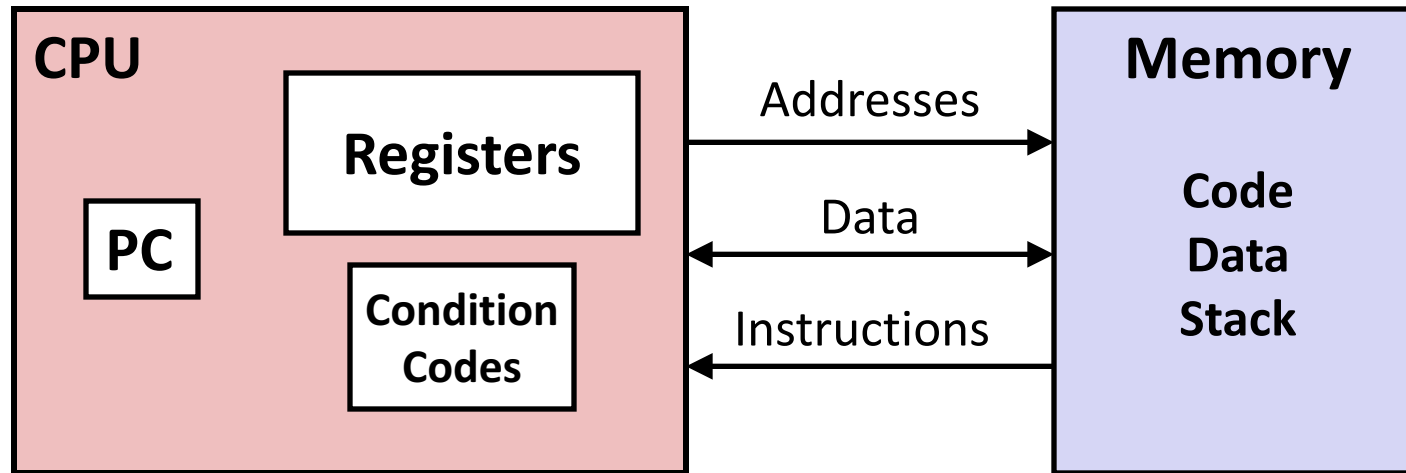 CPU
Registers
PC
Condition
Codes
Addresses
Data
Instructions
Memory
Code
Data
Stack